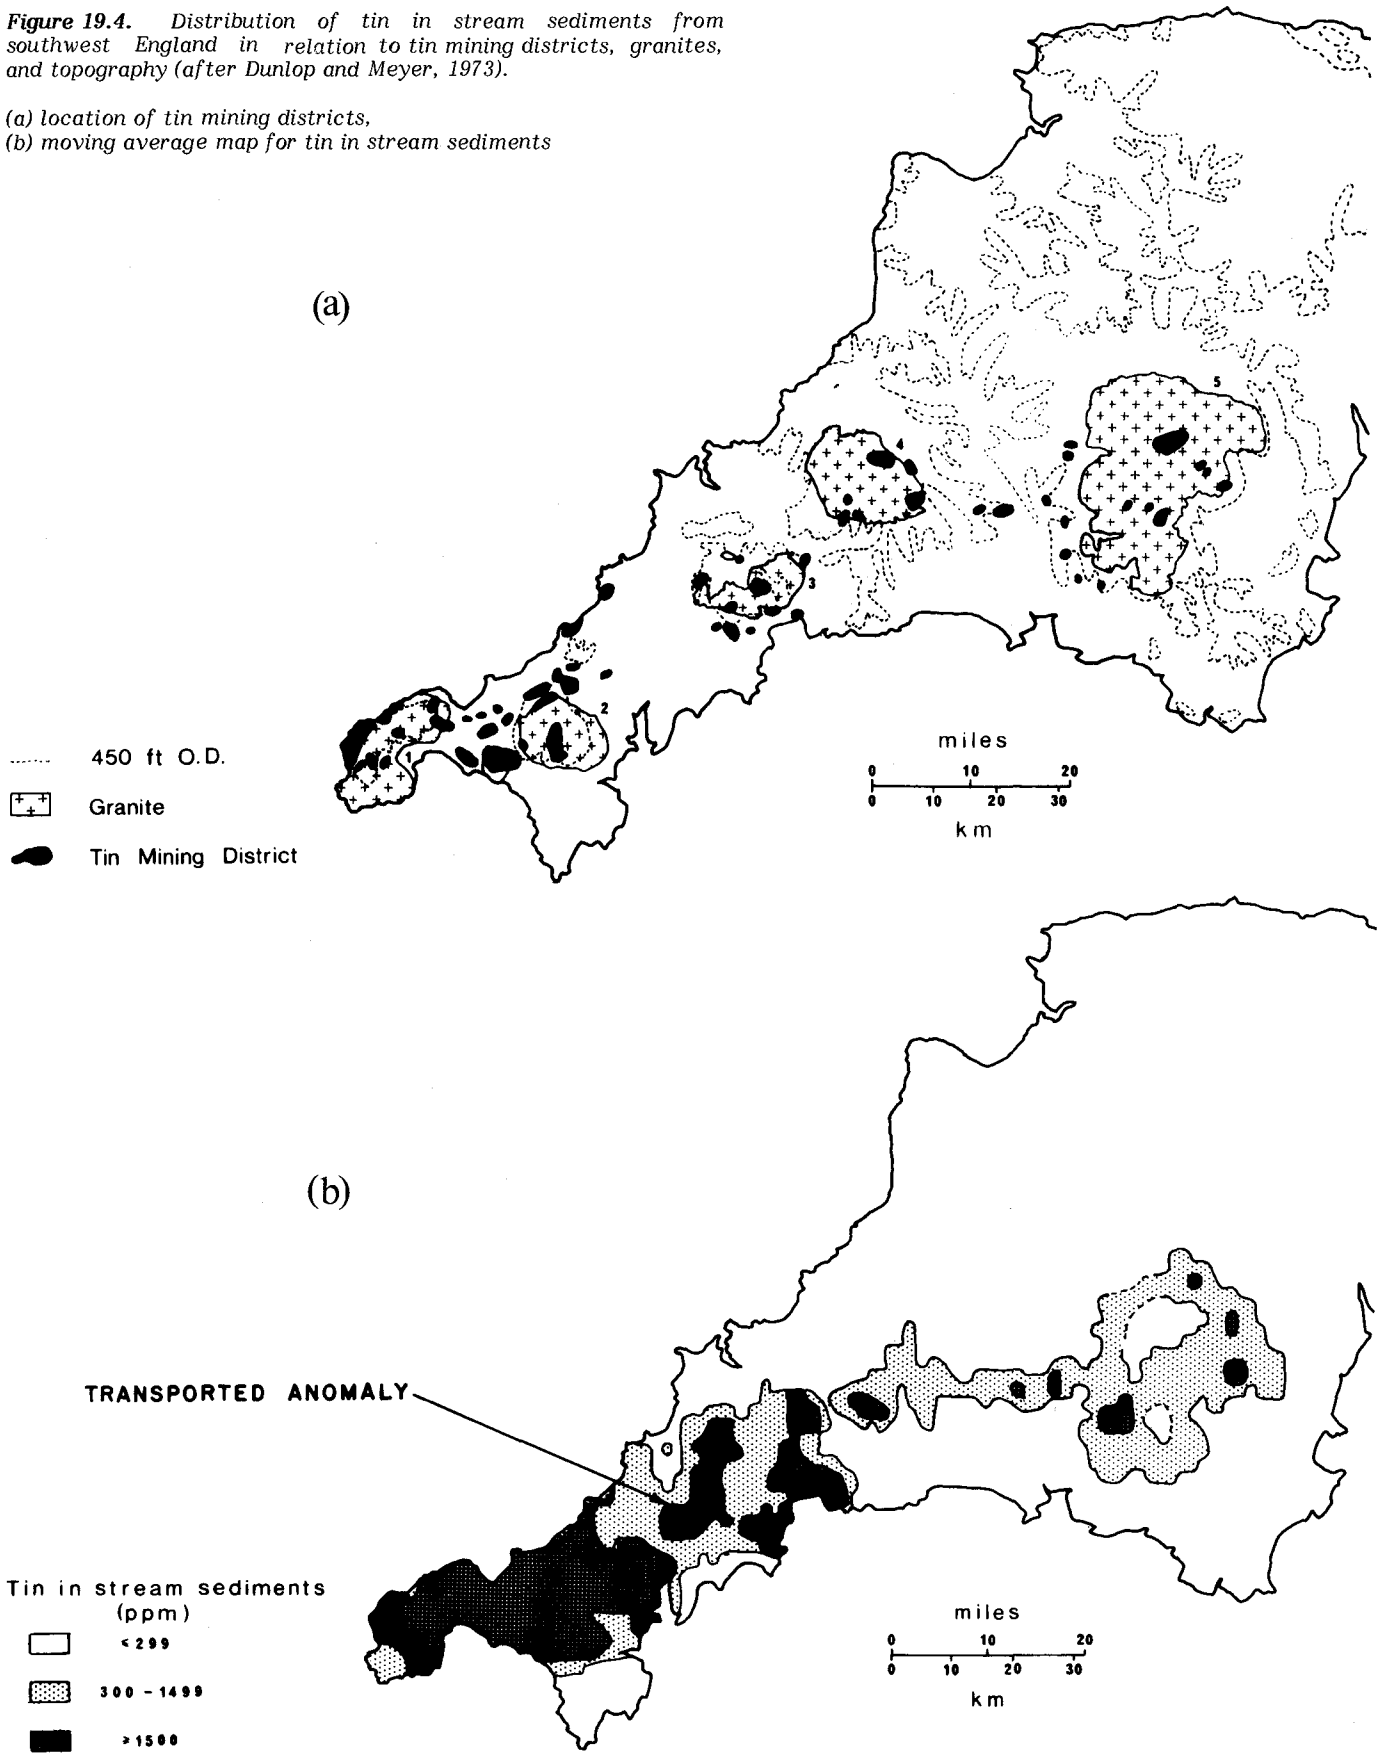 Figure 19.4. Distribution of tin in stream sediments from
southwest England in relation to tin mining districts, granites,
and topography (after Dunlop and Meyer, 1973).
(a) location of tin mining districts,
(b) moving average map for tin in stream sediments
(a)
5
4
3
2
1
450 ft O.D.
Granite
Tin Mining District
miles
0 10 20
0 10 20 30
km
(b)
TRANSPORTED ANOMALY
Tin in stream sediments
(ppm)
≤299
300-1499
≥1500
miles
0 10 20
0 10 20 30
km